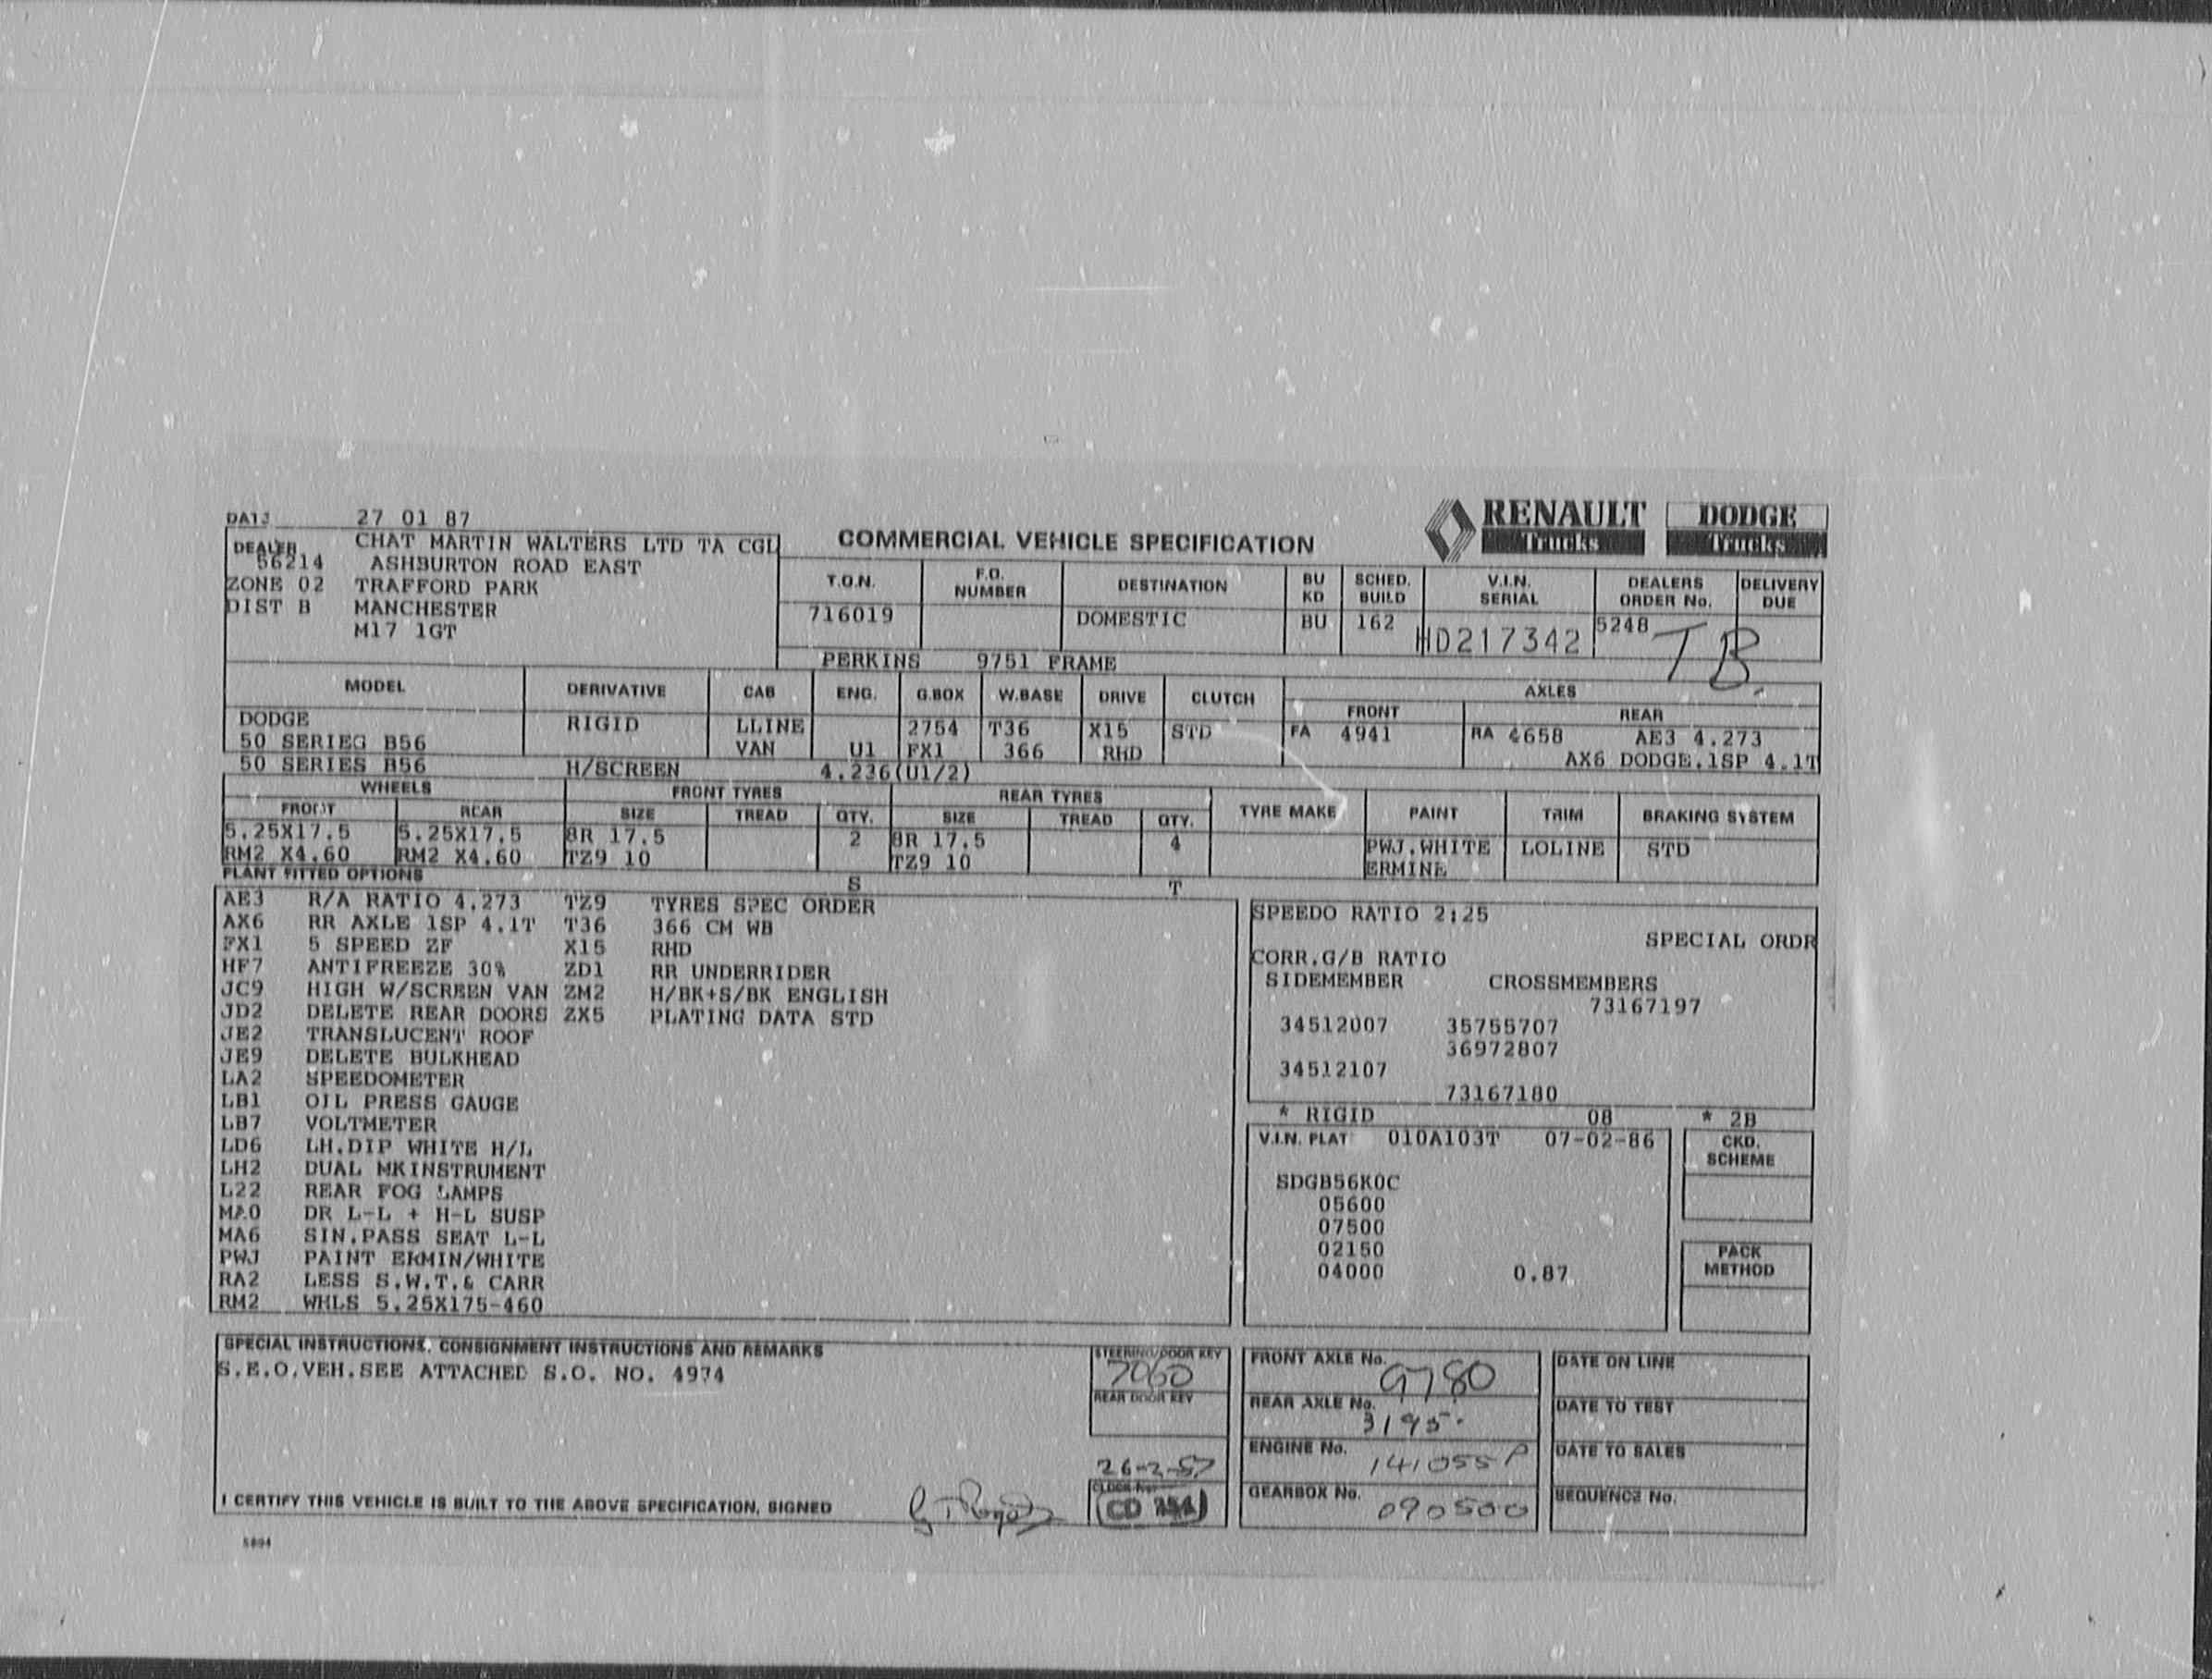 27 01 87
DEALER CHAT MARTIN WALTERS LTD TA CGL
56214 ASHBURTON ROAD EAST
ZONE 02 TRAFFORD PARK
DIST B MANCHESTER
M17 1GT
COMMERCIAL VEHICLE SPECIFICATION
RENAULT Trucks
DODGE Trucks
T.O.N. F.O. NUMBER DESTINATION BU KD SCHED. BUILD V.I.N. SERIAL DEALERS ORDER No. DELIVERY DUE
716019 DOMESTIC BU 162 HD217342 5248 TB
PERKINS 9751 FRAME
MODEL DERIVATIVE CAB ENG. G.BOX W.BASE DRIVE CLUTCH AXLES
FRONT REAR
DODGE RIGID LLINE 2754 T36 X15 STD FA 4941 RA 4658 AE3 4.273
50 SERIES B56 VAN U1 FX1 366 RHD AX6 DODGE.1SP 4.1T
50 SERIES B56 H/SCREEN 4.236(U1/2)
WHEELS FRONT TYRES REAR TYRES TYRE MAKE PAINT TRIM BRAKING SYSTEM
FRONT REAR SIZE TREAD QTY. SIZE TREAD QTY.
5.25X17.5 5.25X17.5 8R 17.5 2 8R 17.5 4 PWJ.WHITE LOLINE STD
RM2 X4.60 RM2 X4.60 TZ9 10 TZ9 10 ERMINE
PLANT FITTED OPTIONS S T
AE3 R/A RATIO 4.273 TZ9 TYRES SPEC ORDER
AX6 RR AXLE 1SP 4.1T T36 366 CM WB
FX1 5 SPEED ZF X15 RHD
HF7 ANTIFREEZE 30% ZD1 RR UNDERRIDER
JC9 HIGH W/SCREEN VAN ZM2 H/BK+S/BK ENGLISH
JD2 DELETE REAR DOORS ZX5 PLATING DATA STD
JE2 TRANSLUCENT ROOF
JE9 DELETE BULKHEAD
LA2 SPEEDOMETER
LB1 OIL PRESS GAUGE
LB7 VOLTMETER
LD6 LH.DIP WHITE H/L
LH2 DUAL MKINSTRUMENT
L22 REAR FOG LAMPS
MA0 DR L-L + H-L SUSP
MA6 SIN.PASS SEAT L-L
PWJ PAINT ERMIN/WHITE
RA2 LESS S.W.T.& CARR
RM2 WHLS 5.25X175-460
SPEEDO RATIO 2:25
SPECIAL ORDR
CORR.G/B RATIO
SIDEMEMBER CROSSMEMBERS
73167197
34512007 35755707
36972807
34512107
73167180
* RIGID 08 * 2B
V.I.N. PLAT 010A103T 07-02-86
CKD. SCHEME
SDGB56K0C
05600
07500
02150
04000 0.87
PACK METHOD
SPECIAL INSTRUCTIONS, CONSIGNMENT INSTRUCTIONS AND REMARKS
S.E.O.VEH.SEE ATTACHED S.O. NO. 4974
STEERING/DOOR KEY
7060
REAR DOOR KEY
26-2-87
CLOCK No.
CD
FRONT AXLE No. 9780
REAR AXLE No. 3195
ENGINE No. 141055P
GEARBOX No. 090500
DATE ON LINE
DATE TO TEST
DATE TO SALES
SEQUENCE No.
I CERTIFY THIS VEHICLE IS BUILT TO THE ABOVE SPECIFICATION, SIGNED